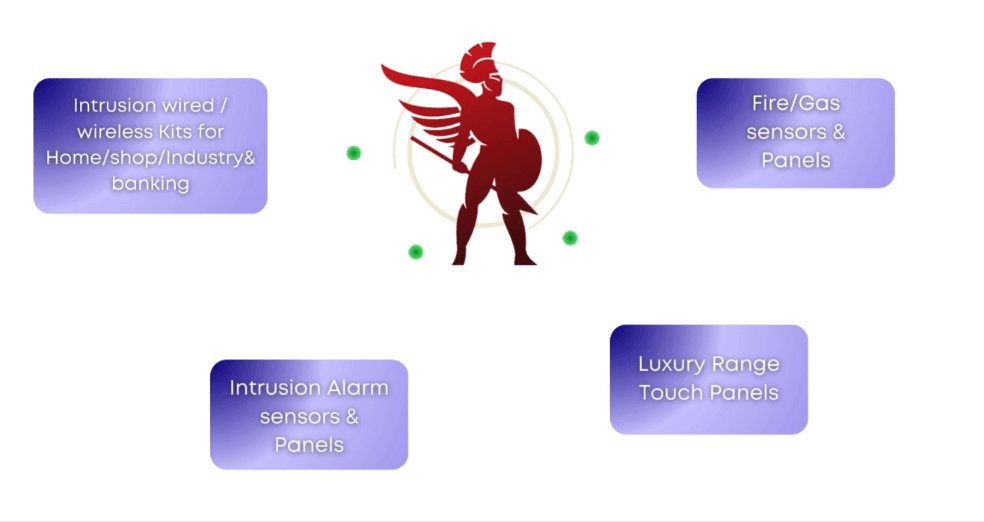 Intrusion wired /
wireless Kits for
Home/shop/Industry&
banking
Fire/Gas
sensors &
Panels
Intrusion Alarm
sensors &
Panels
Luxury Range
Touch Panels